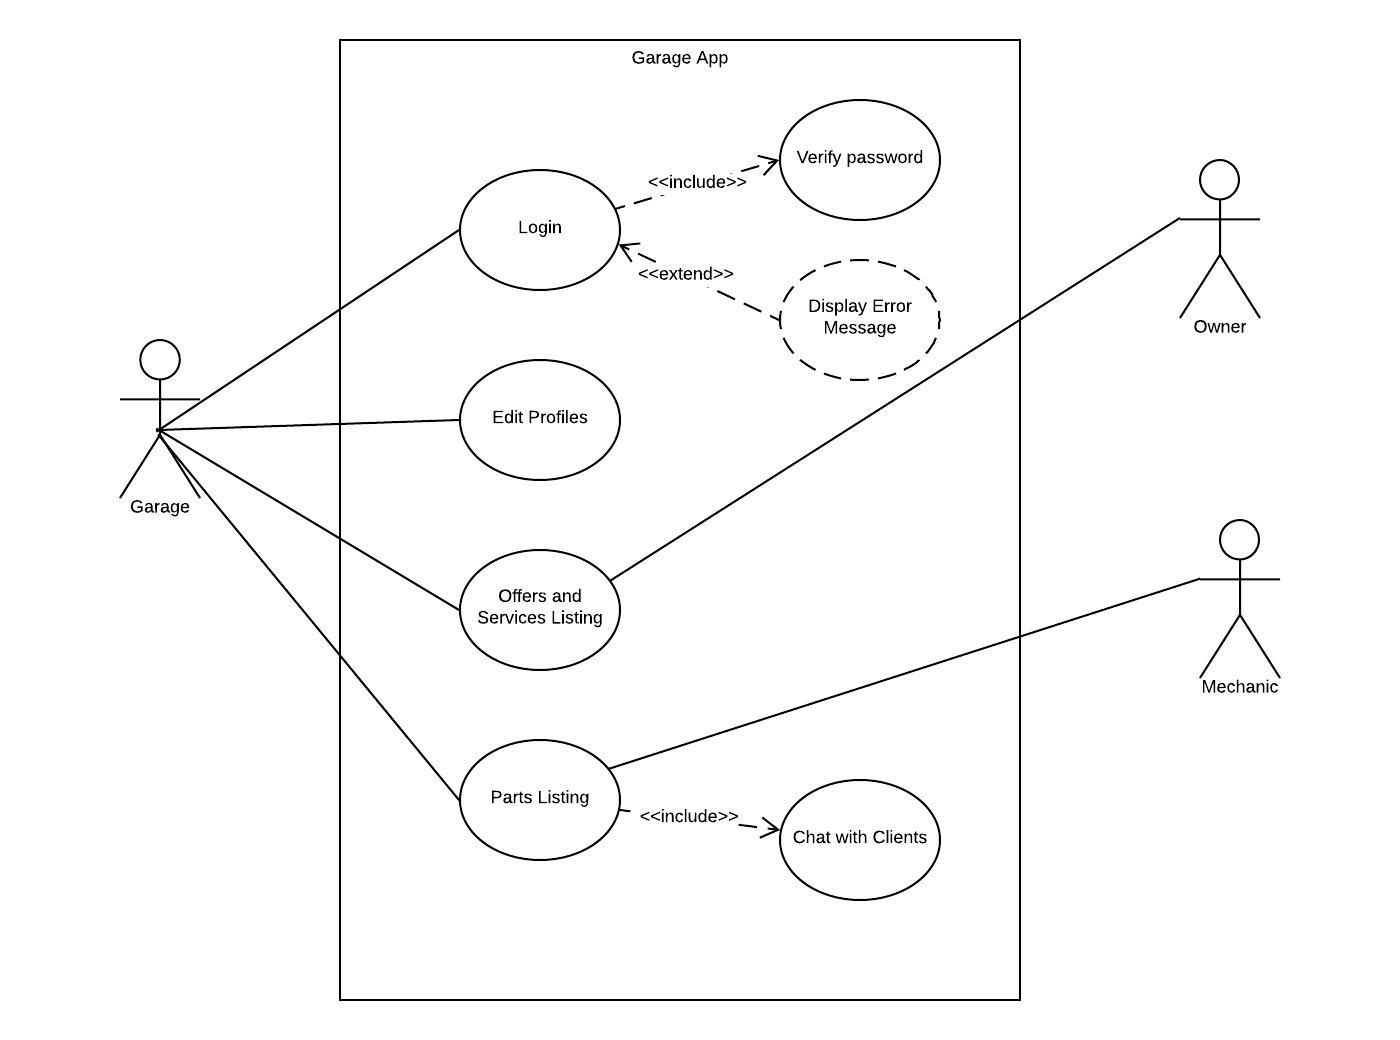 Garage App
Verify password
<<include>>
Login
<<extend>>
Display Error
Message
Owner
Edit Profiles
Garage
Offers and
Services Listing
Mechanic
Parts Listing
<<include>>
Chat with Clients